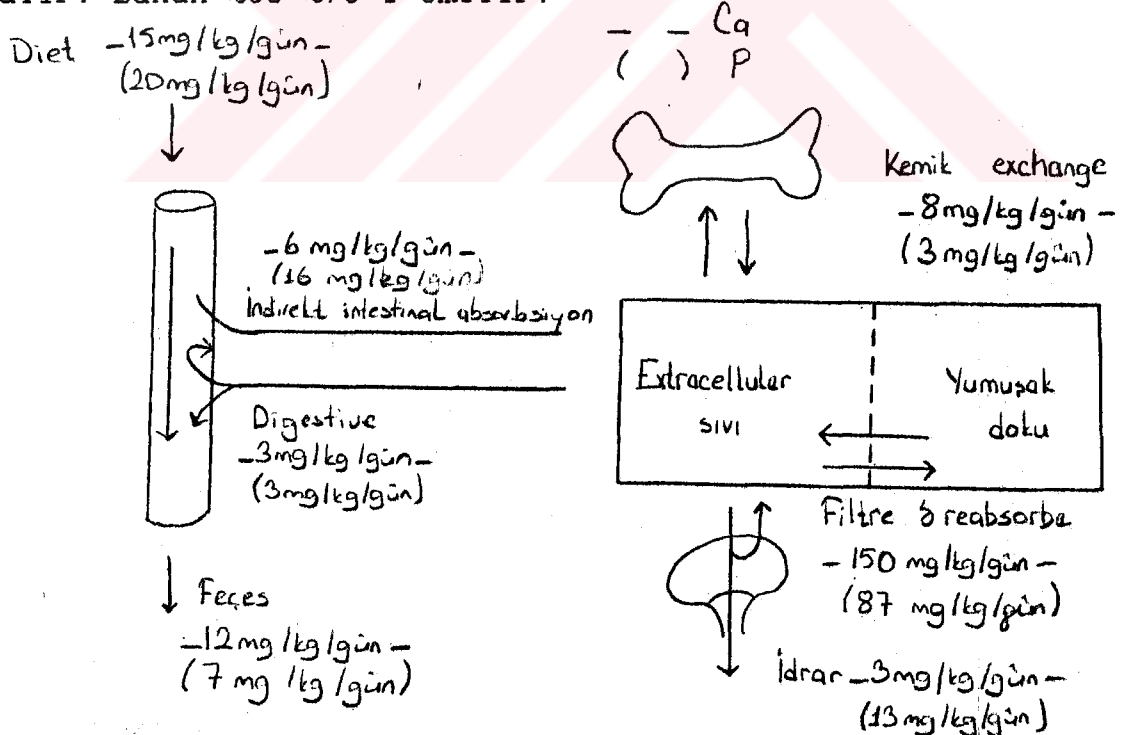 Diet -15mg/kg/gün-
(20mg/kg/gün)
- - Ca
( ) P
Kemik exchange
-8mg/kg/gün-
(3mg/kg/gün)
-6 mg/kg/gün-
(16 mg/kg/gün)
İndirekt intestinal absorbsiyon
Digestive
-3mg/kg/gün-
(3mg/kg/gün)
Extracellular
sıvı
Yumuşak
doku
Filtre & reabsorbe
-150 mg/kg/gün-
(87 mg/kg/gün)
Feçes
-12mg/kg/gün-
(7 mg/kg/gün)
İdrar -3mg/kg/gün-
(13mg/kg/gün)